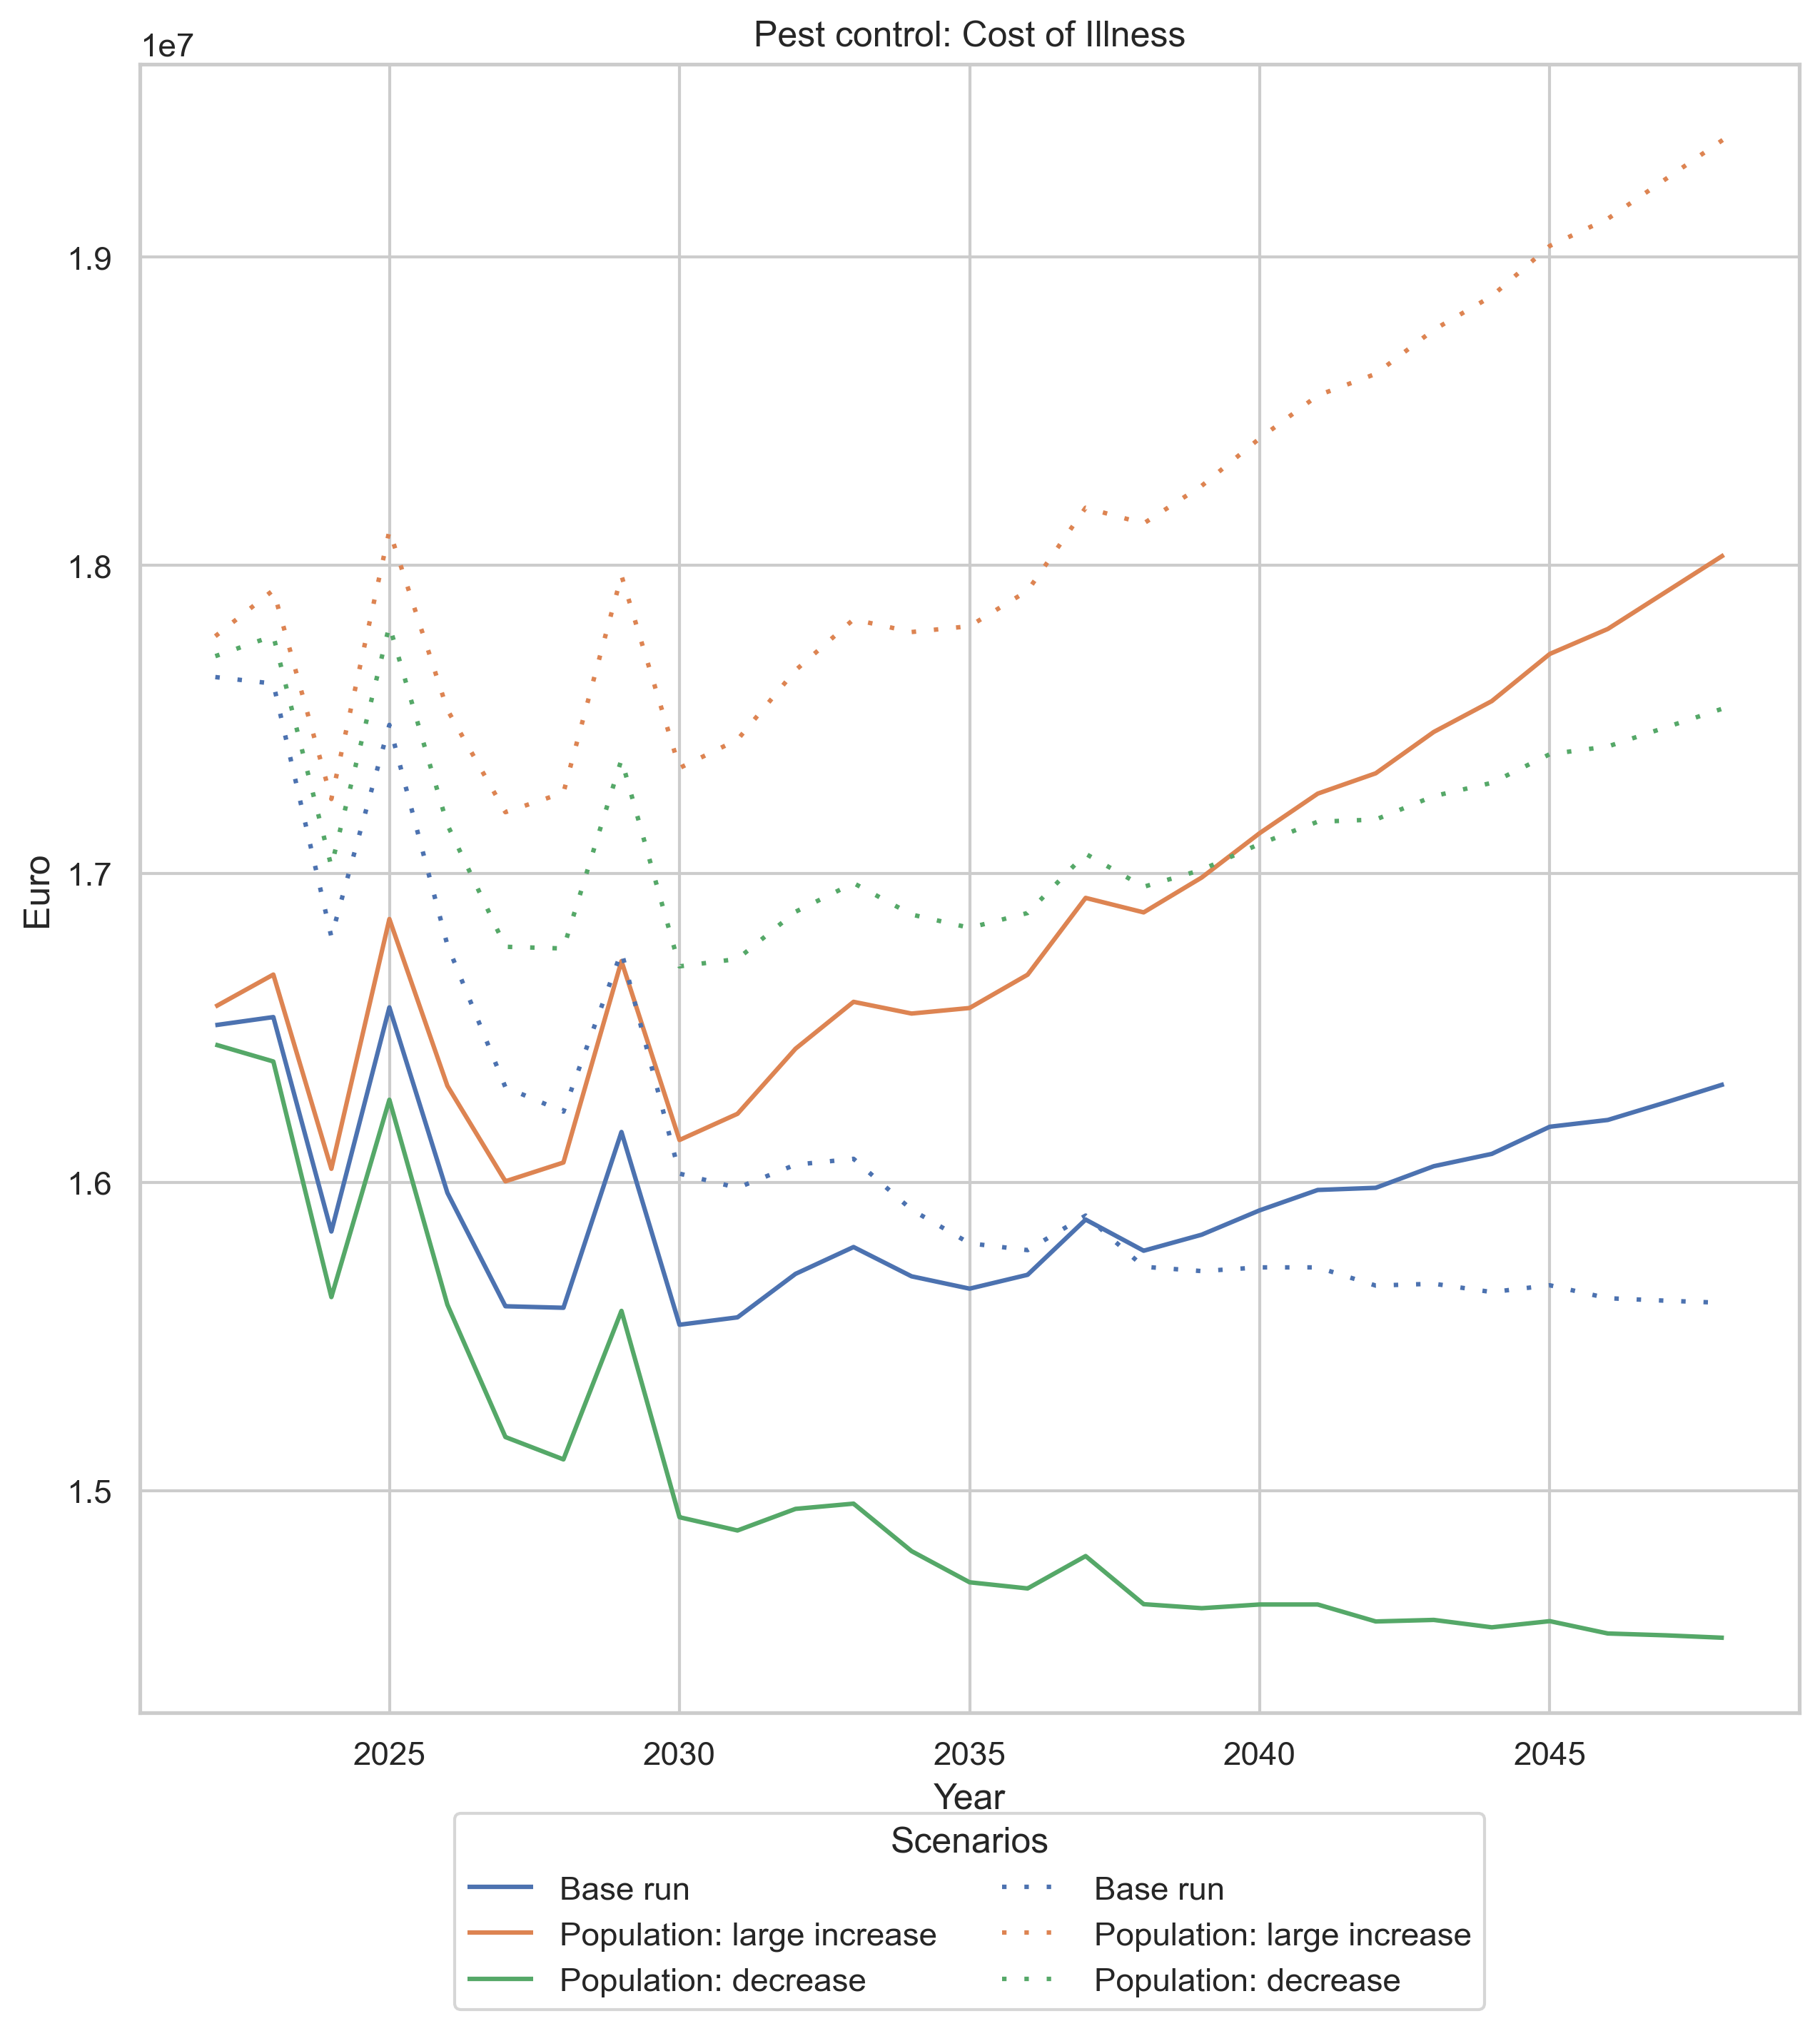 Pest control: Cost of Illness
1e7
1.9
1.8
1.7
1.6
1.5
Euro
2025 2030 2035 2040 2045
Year
Scenarios
Base run Base run
Population: large increase Population: large increase
Population: decrease Population: decrease